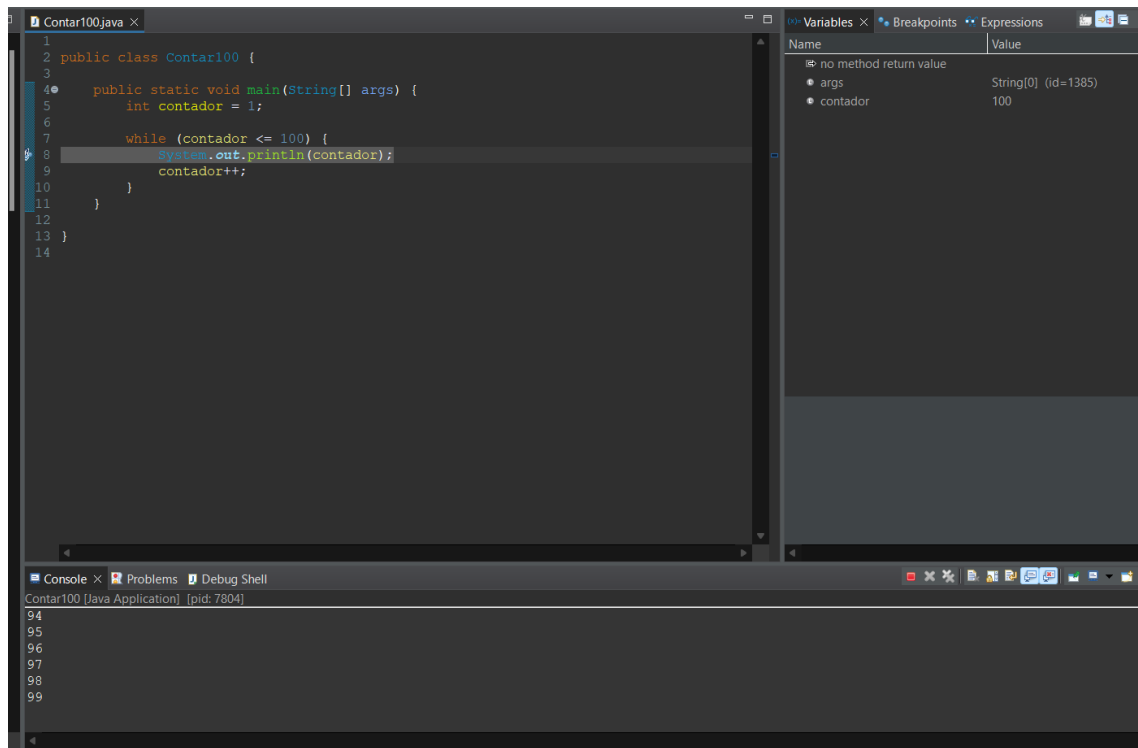 Contar100.java
1
2 public class Contar100 {
3
4 public static void main(String[] args) {
5 int contador = 1;
6
7 while (contador <= 100) {
8 System.out.println(contador);
9 contador++;
10 }
11 }
12
13 }
14
Variables Breakpoints Expressions
Name Value
no method return value
args String[0] (id=1385)
contador 100
Console Problems Debug Shell
Contar100 [Java Application] [pid: 7804]
94
95
96
97
98
99